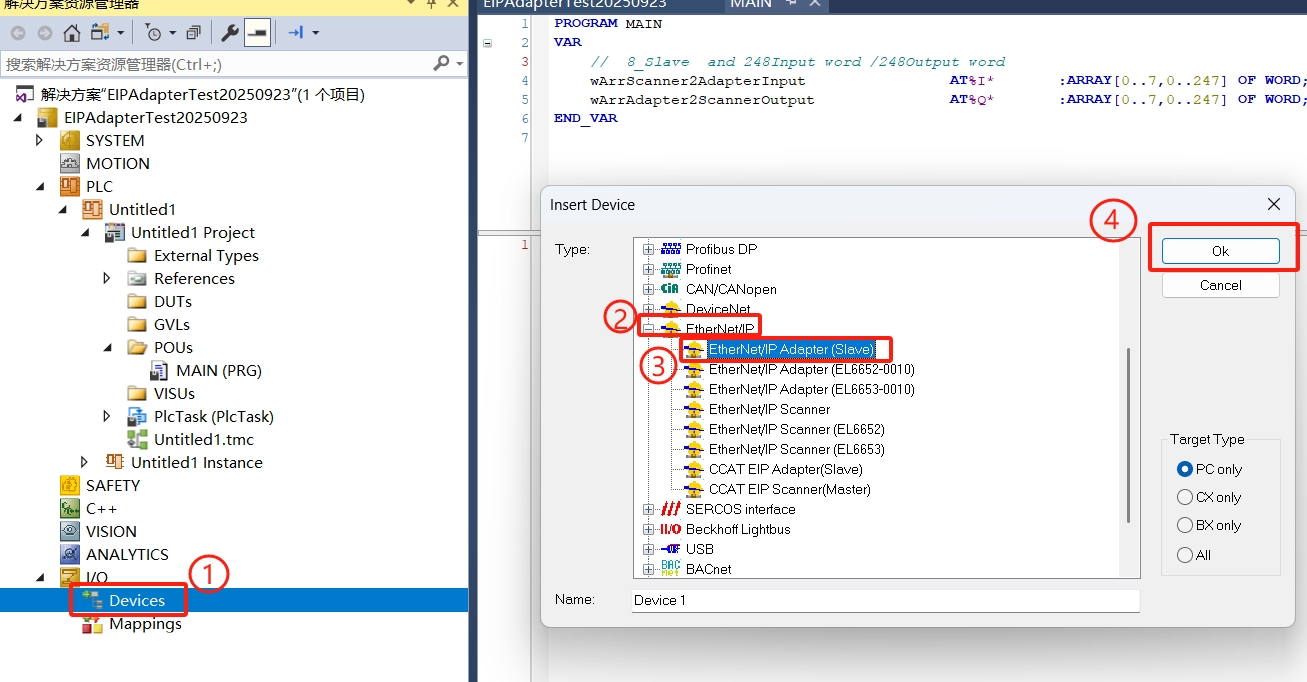 解决方案资源管理器
搜索解决方案资源管理器(Ctrl+;)
解决方案"EIPAdapterTest20250923"(1 个项目)
EIPAdapterTest20250923
SYSTEM
MOTION
PLC
Untitled1
Untitled1 Project
External Types
References
DUTs
GVLs
POUs
MAIN (PRG)
VISUs
PlcTask (PlcTask)
Untitled1.tmc
Untitled1 Instance
SAFETY
C++
VISION
ANALYTICS
I/O
①
Devices
Mappings
EIPAdapterTest20250923 MAIN
1 PROGRAM MAIN
2 VAR
3 // 8_Slave and 248Input word /248Output word
4 wArrScanner2AdapterInput AT%I* :ARRAY[0..7,0..247] OF WORD;
5 wArrAdapter2ScannerOutput AT%Q* :ARRAY[0..7,0..247] OF WORD;
6 END_VAR
7
1
Insert Device
Type:
Profibus DP
Profinet
CAN/CANopen
DeviceNet
② EtherNet/IP
③ EtherNet/IP Adapter (Slave)
EtherNet/IP Adapter (EL6652-0010)
EtherNet/IP Adapter (EL6653-0010)
EtherNet/IP Scanner
EtherNet/IP Scanner (EL6652)
EtherNet/IP Scanner (EL6653)
CCAT EIP Adapter(Slave)
CCAT EIP Scanner(Master)
SERCOS interface
Beckhoff Lightbus
USB
BACnet
④
Ok
Cancel
Target Type
PC only
CX only
BX only
All
Name: Device 1